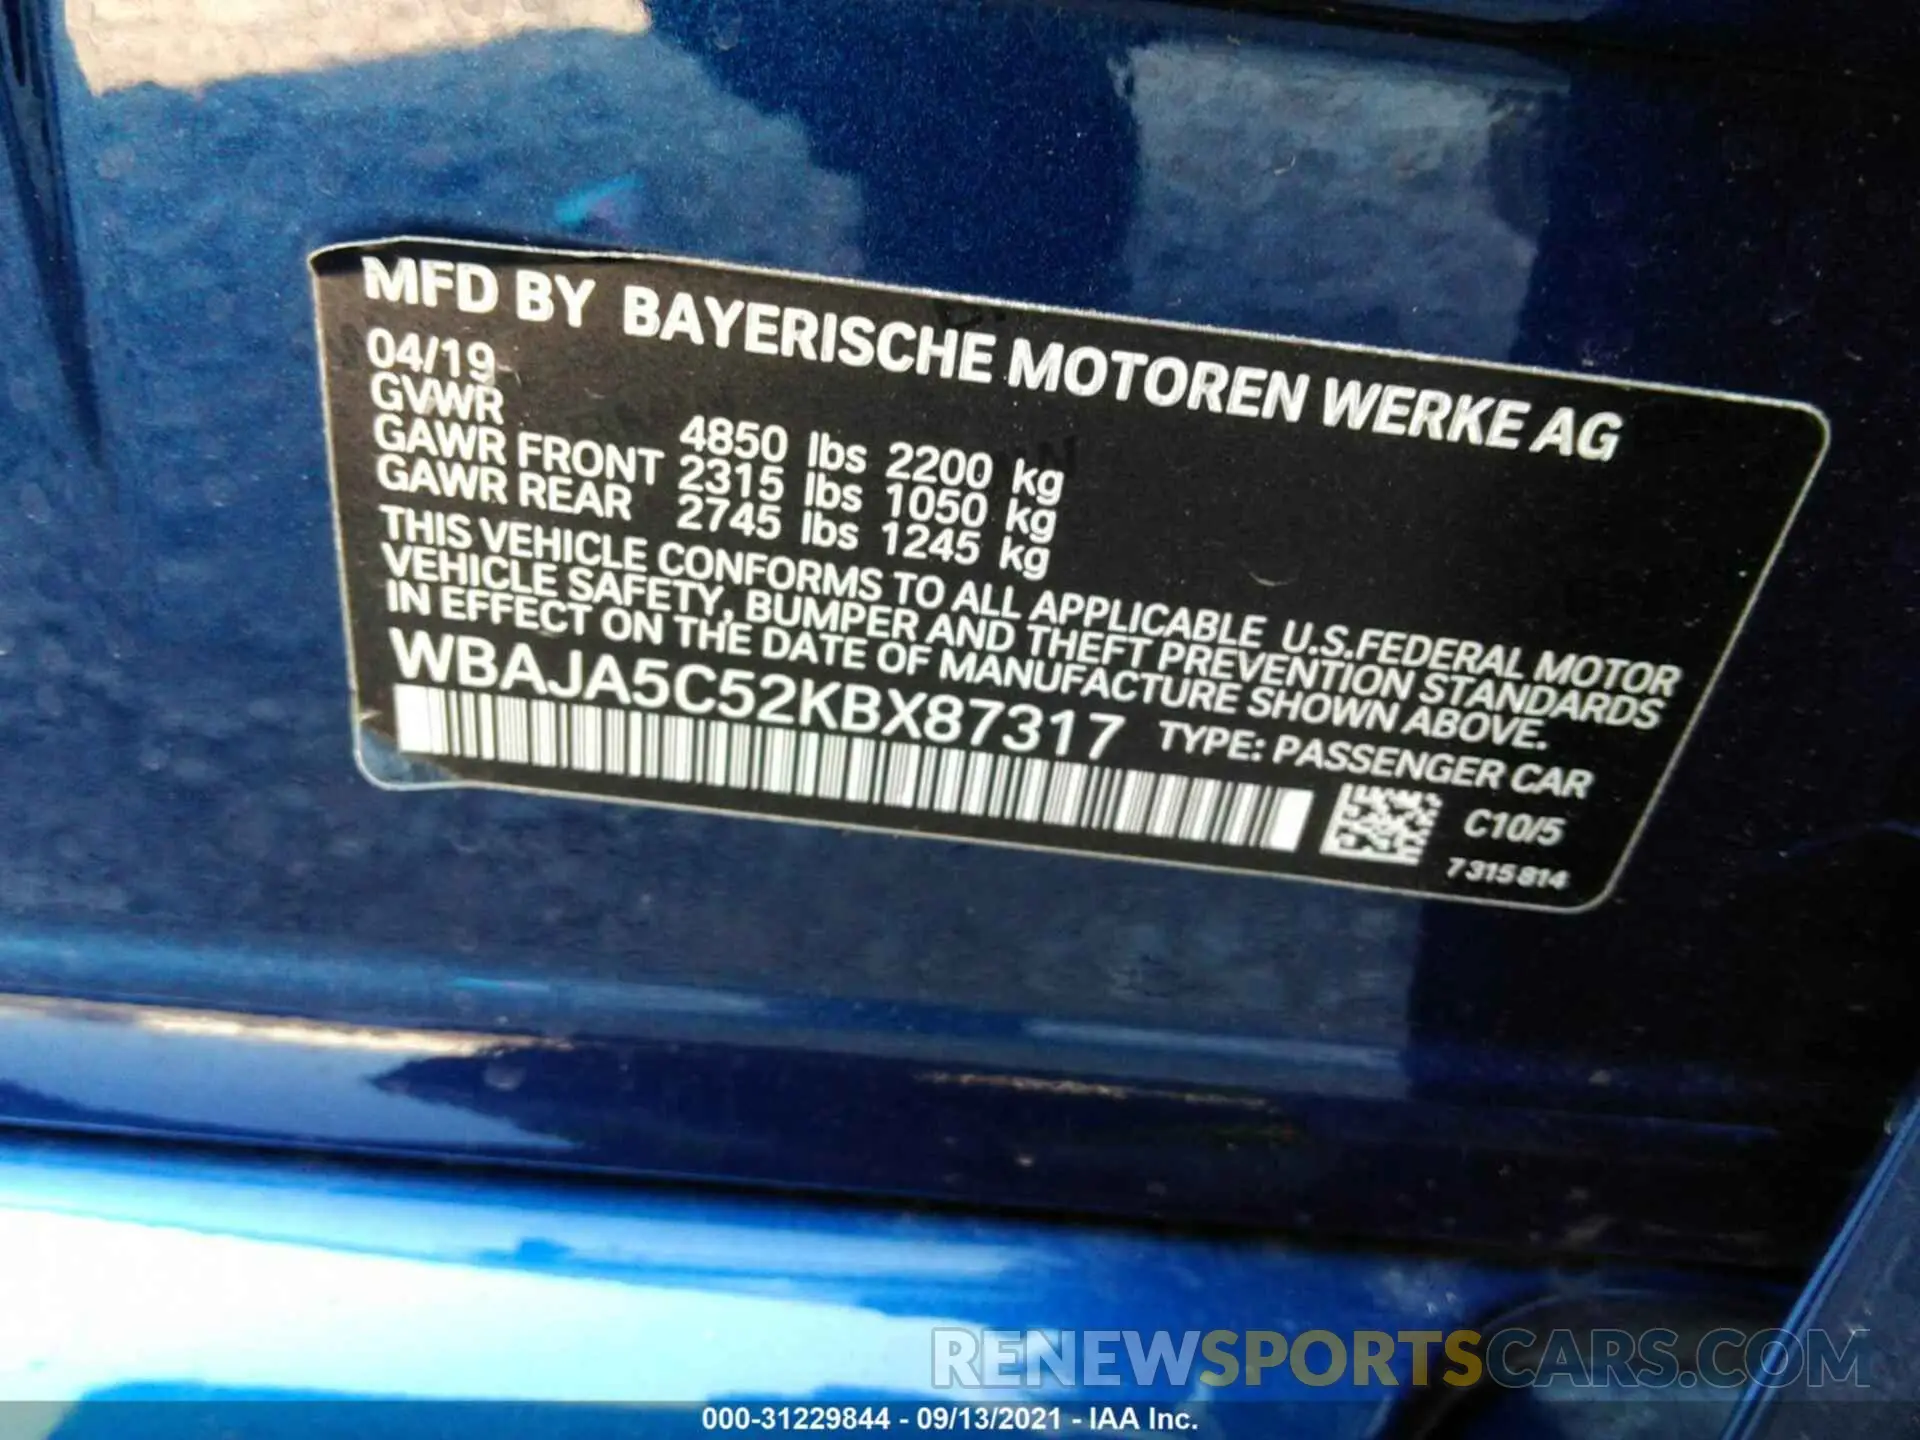 MFD BY BAYERISCHE MOTOREN WERKE AG
04/19
GVWR 4850 lbs 2200 kg
GAWR FRONT 2315 lbs 1050 kg
GAWR REAR 2745 lbs 1245 kg
THIS VEHICLE CONFORMS TO ALL APPLICABLE U.S.FEDERAL MOTOR
VEHICLE SAFETY, BUMPER AND THEFT PREVENTION STANDARDS
IN EFFECT ON THE DATE OF MANUFACTURE SHOWN ABOVE.
WBAJA5C52KBX87317 TYPE: PASSENGER CAR
C10/5
7315814
RENEWSPORTSCARS.COM
000-31229844 - 09/13/2021 - IAA Inc.